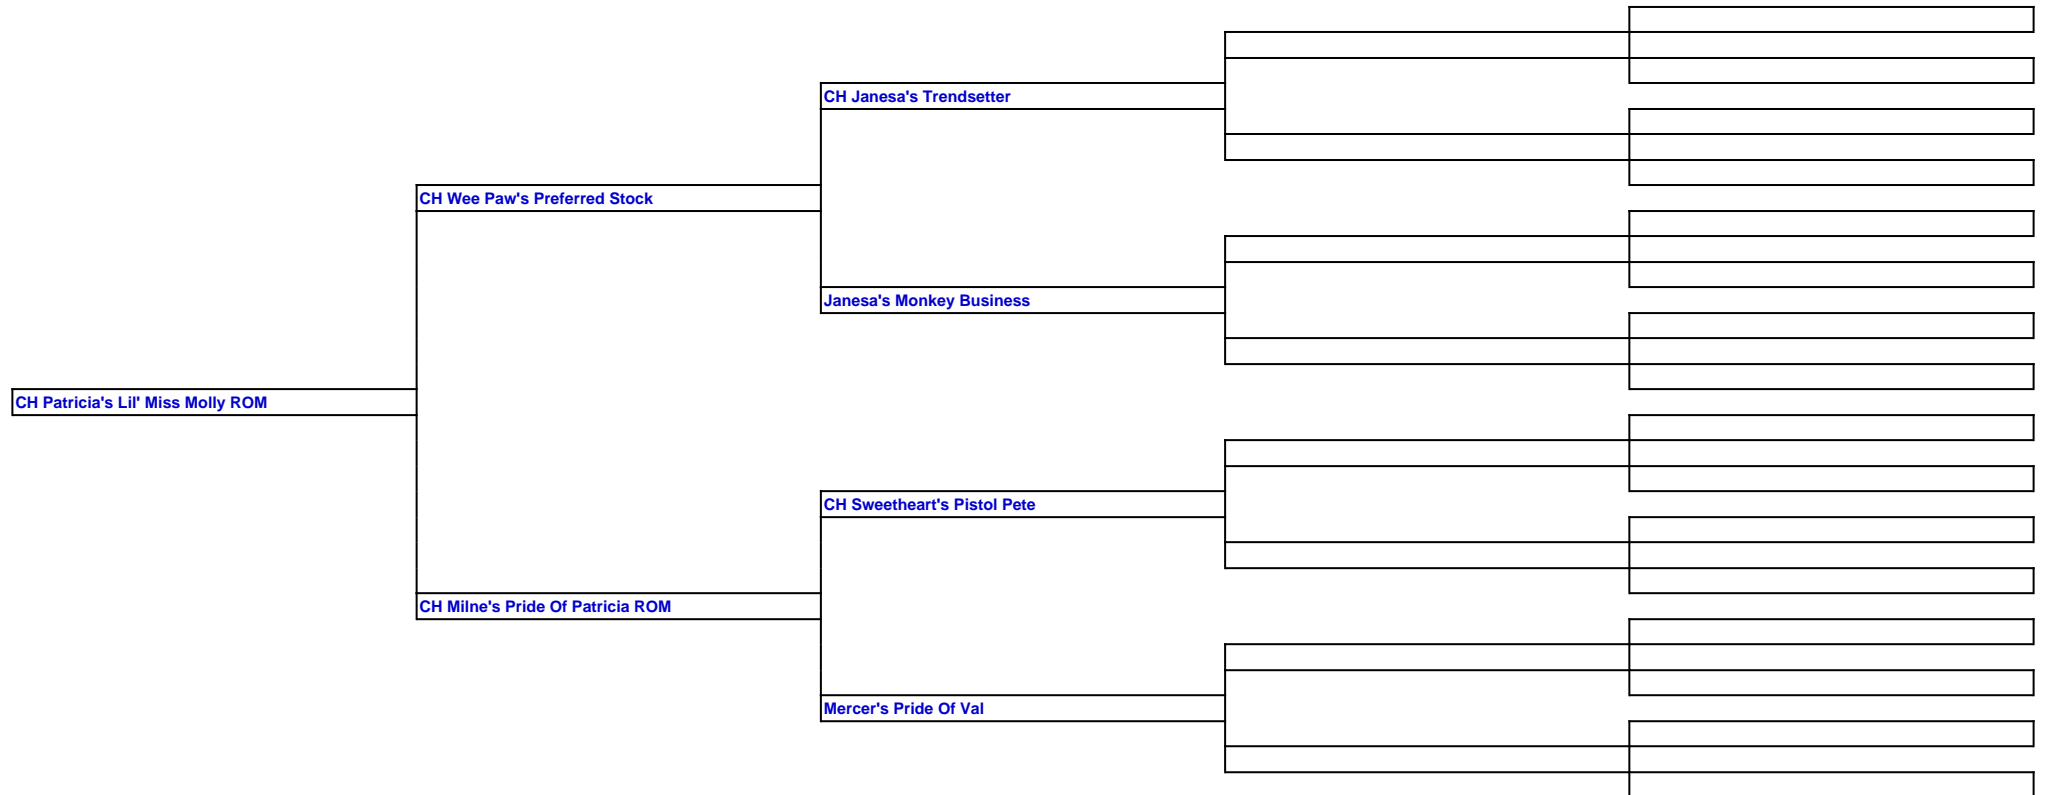 CH Janesa's Trendsetter
CH Wee Paw's Preferred Stock
Janesa's Monkey Business
CH Patricia's Lil' Miss Molly ROM
CH Sweetheart's Pistol Pete
CH Milne's Pride Of Patricia ROM
Mercer's Pride Of Val